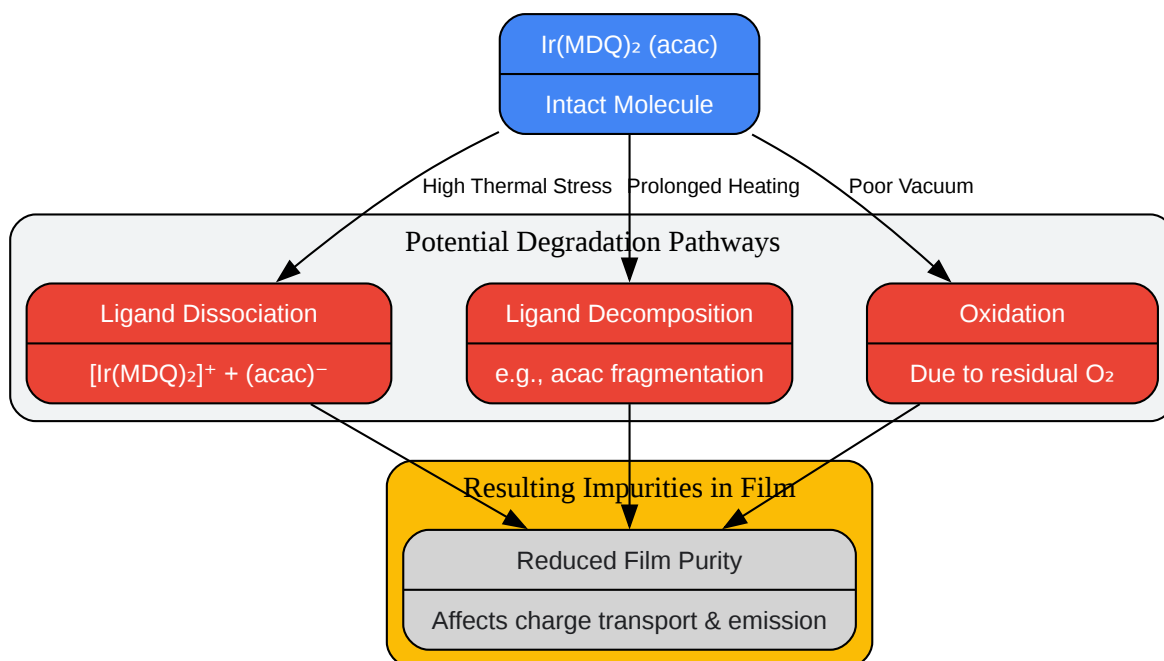 Ir(MDQ)₂ (acac)
Intact Molecule
High Thermal Stress
Prolonged Heating
Poor Vacuum
Potential Degradation Pathways
Ligand Dissociation
[Ir(MDQ)₂]⁺ + (acac)⁻
Ligand Decomposition
e.g., acac fragmentation
Oxidation
Due to residual O₂
Resulting Impurities in Film
Reduced Film Purity
Affects charge transport & emission